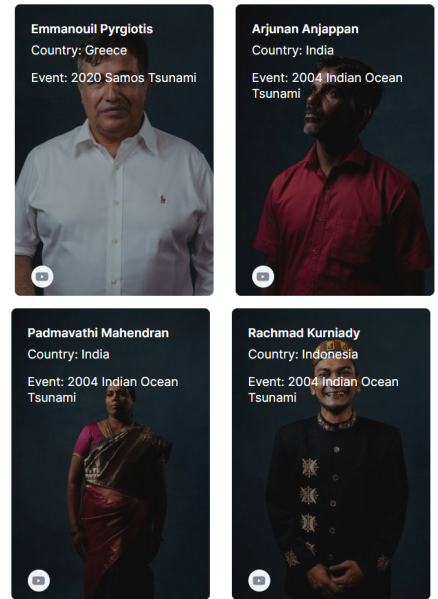 Emmanouil Pyrgiotis
Country: Greece
Event: 2020 Samos Tsunami
Arjunan Anjappan
Country: India
Event: 2004 Indian Ocean
Tsunami
Padmavathi Mahendran
Country: India
Event: 2004 Indian Ocean
Tsunami
Rachmad Kurniady
Country: Indonesia
Event: 2004 Indian Ocean
Tsunami